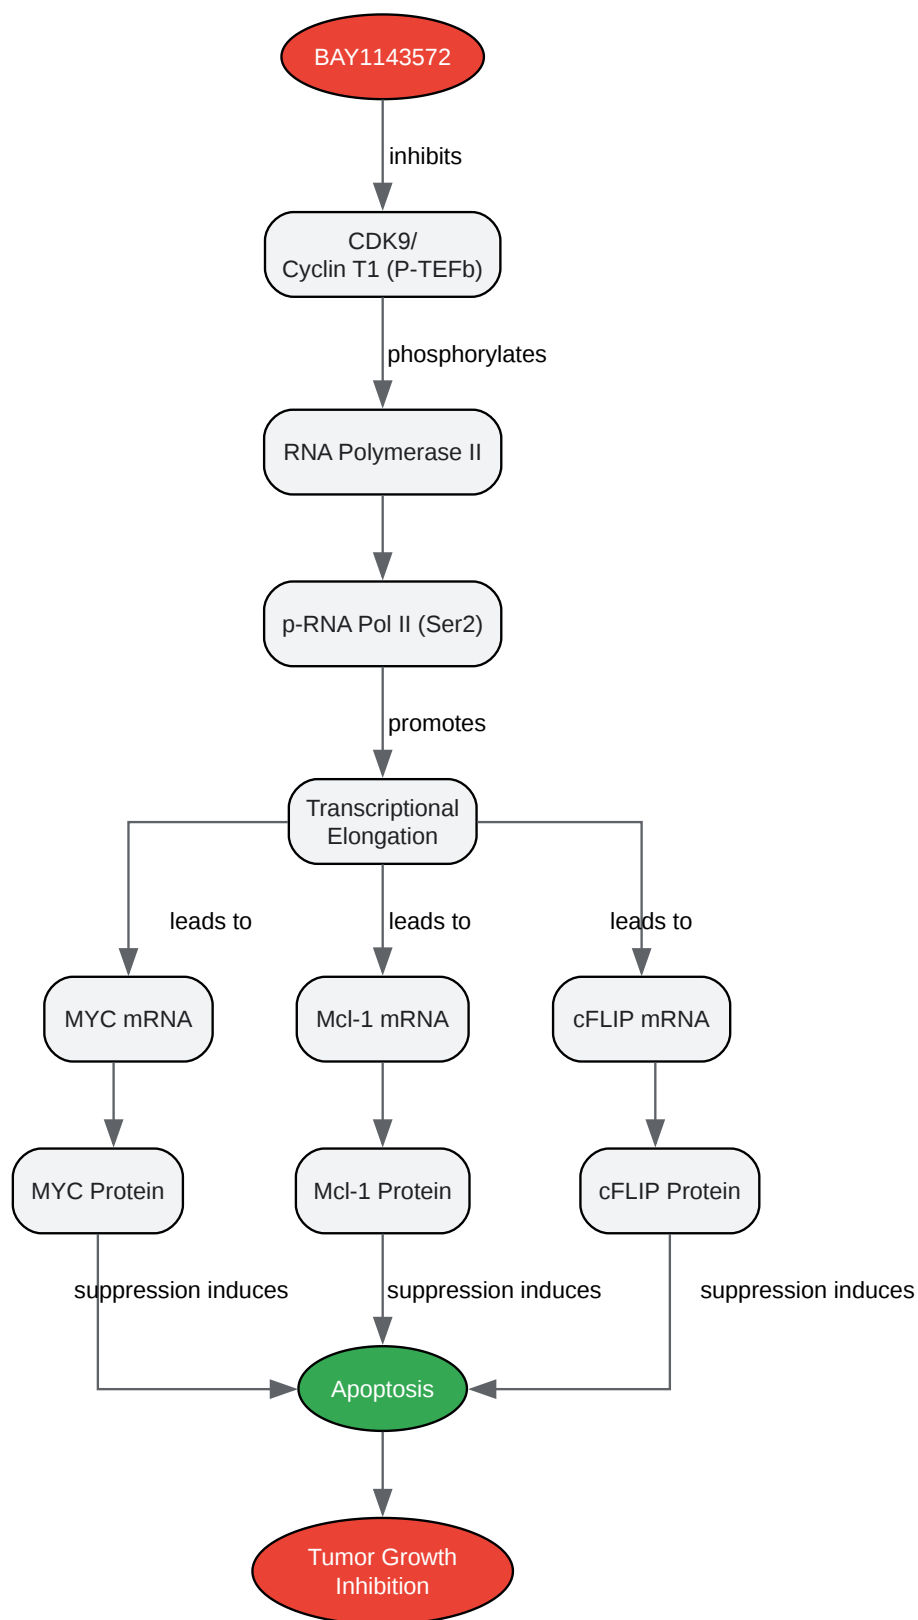 BAY1143572
inhibits
CDK9/
Cyclin T1 (P-TEFb)
phosphorylates
RNA Polymerase II
p-RNA Pol II (Ser2)
promotes
Transcriptional
Elongation
leads to
leads to
leads to
MYC mRNA
Mcl-1 mRNA
cFLIP mRNA
MYC Protein
Mcl-1 Protein
cFLIP Protein
suppression induces
suppression induces
suppression induces
Apoptosis
Tumor Growth
Inhibition